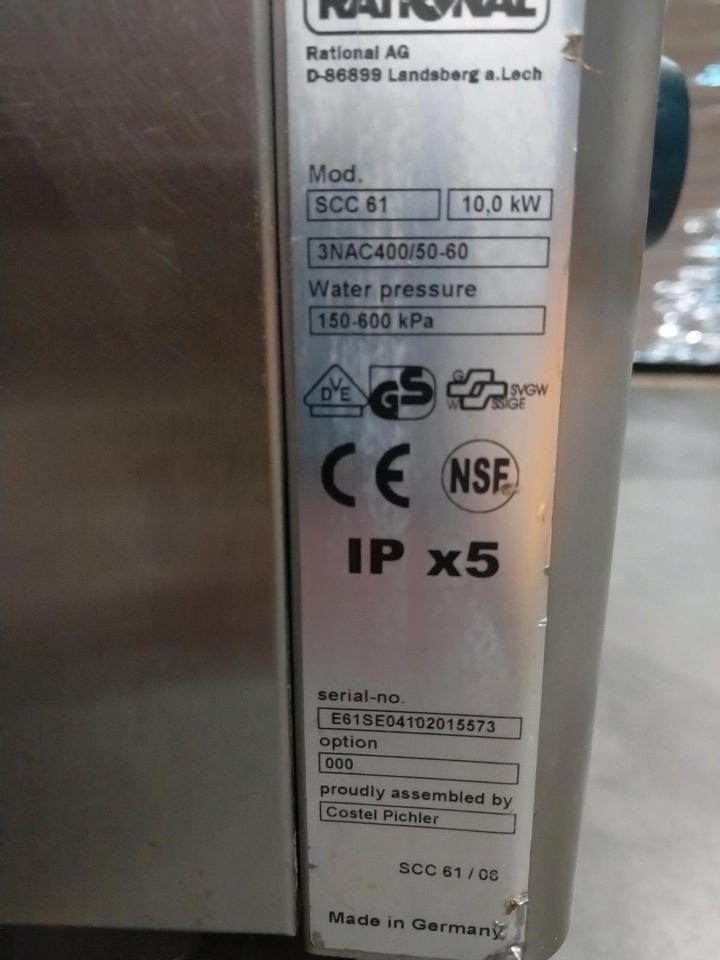 RATIONAL
Rational AG
D-86899 Landsberg a.Lech
Mod.
SCC 61 10,0 kW
3NAC400/50-60
Water pressure
150-600 kPa
DVE GS G W SVGW SSIGE
CE NSF
IP x5
serial-no.
E61SE04102015573
option
000
proudly assembled by
Costel Pichler
SCC 61 / 08
Made in Germany